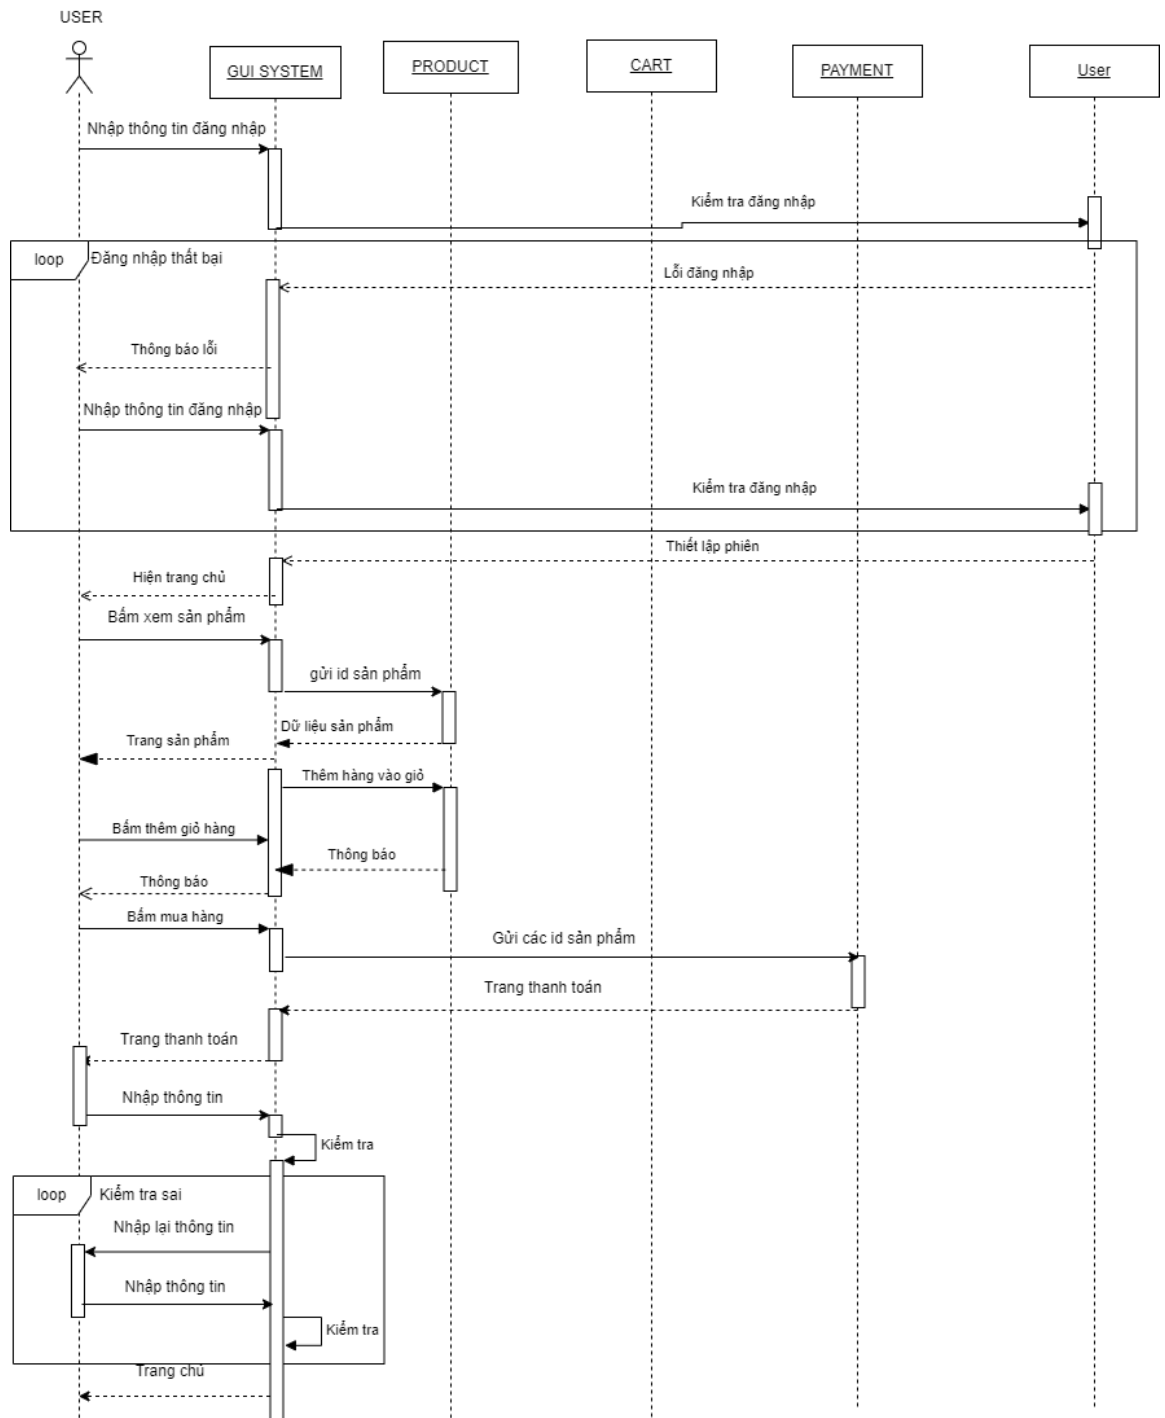 USER
GUI SYSTEM
PRODUCT
CART
PAYMENT
User
Nhập thông tin đăng nhập
Kiểm tra đăng nhập
loop
Đăng nhập thất bại
Lỗi đăng nhập
Thông báo lỗi
Nhập thông tin đăng nhập
Kiểm tra đăng nhập
Thiết lập phiên
Hiện trang chủ
Bấm xem sản phẩm
gửi id sản phẩm
Dữ liệu sản phẩm
Trang sản phẩm
Thêm hàng vào giỏ
Bấm thêm giỏ hàng
Thông báo
Thông báo
Bấm mua hàng
Gửi các id sản phẩm
Trang thanh toán
Trang thanh toán
Nhập thông tin
Kiểm tra
loop
Kiểm tra sai
Nhập lại thông tin
Nhập thông tin
Kiểm tra
Trang chủ